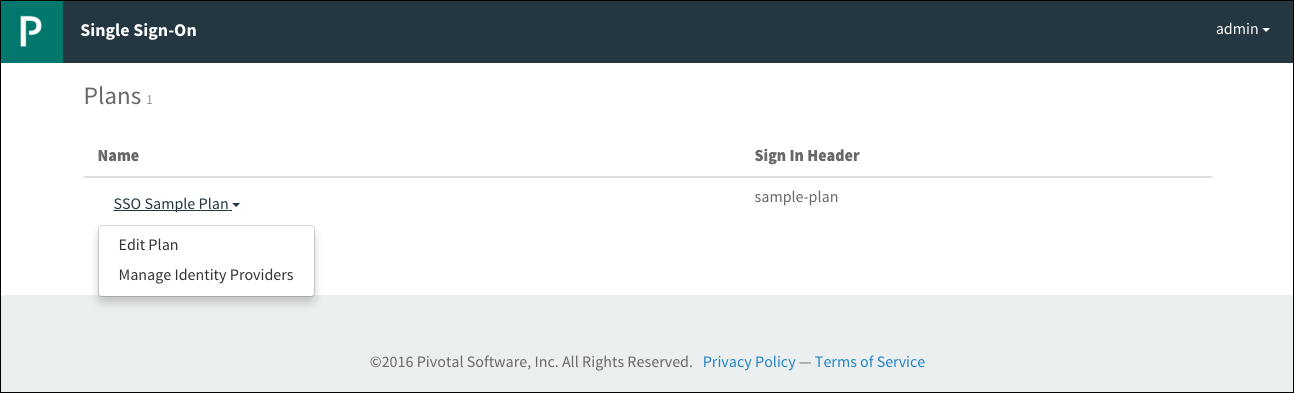 P Single Sign-On admin
Plans 1
Name Sign In Header
SSO Sample Plan sample-plan
Edit Plan
Manage Identity Providers
©2016 Pivotal Software, Inc. All Rights Reserved. Privacy Policy — Terms of Service